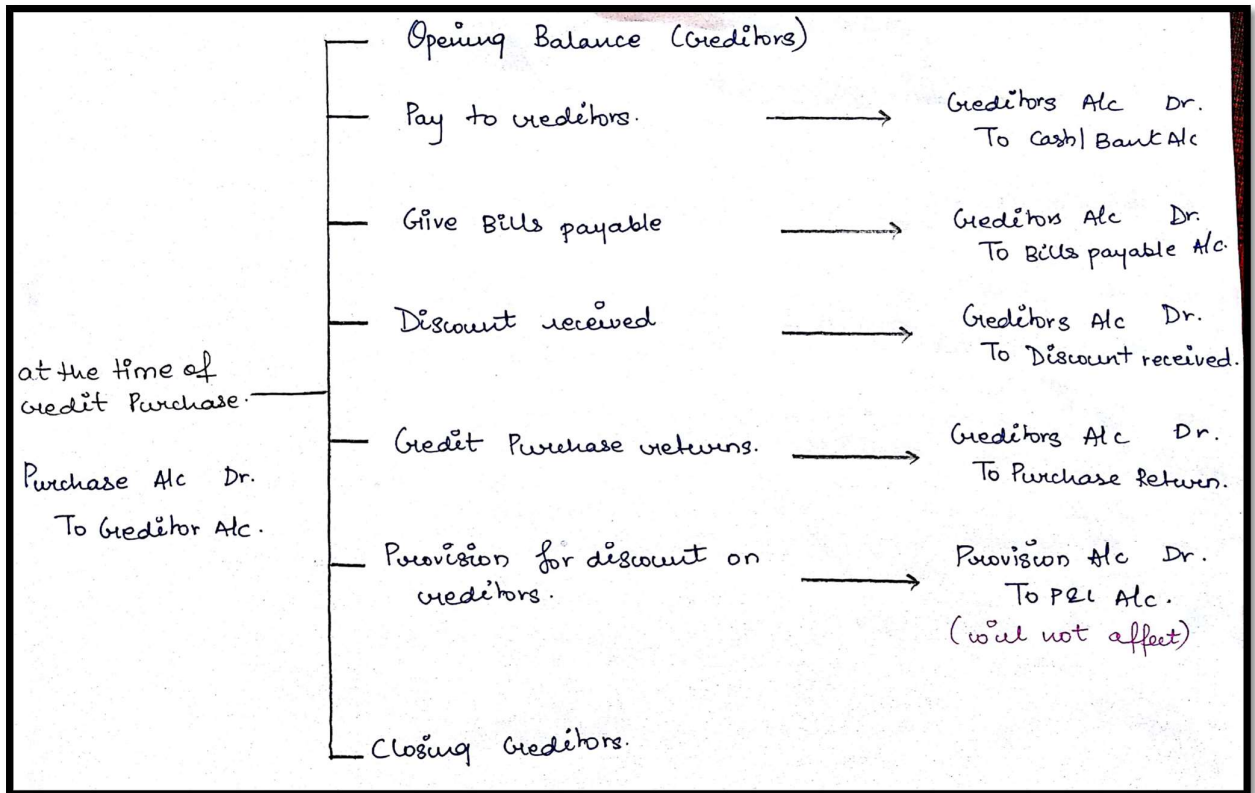 Opening Balance (Creditors)
Pay to creditors.
Creditors A/c Dr.
To Cash/Bank A/c
Give Bills payable
Creditors A/c Dr.
To Bills payable A/c.
Discount received
Creditors A/c Dr.
To Discount received.
at the time of
credit Purchase.
Purchase A/c Dr.
To Creditor A/c.
Credit Purchase returns.
Creditors A/c Dr.
To Purchase Return.
Provision for discount on
creditors.
Provision A/c Dr.
To P&L A/c.
(will not affect)
Closing Creditors.